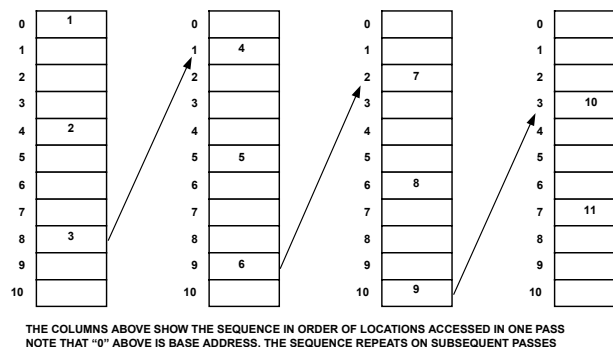 0 1 0 0 0
1 1 4 1 1
2 2 2 7 2
3 3 3 3 10
4 2 4 4 4
5 5 5 5 5
6 6 6 8 6
7 7 7 7 11
8 3 8 8 8
9 9 6 9 9
10 10 10 9 10
THE COLUMNS ABOVE SHOW THE SEQUENCE IN ORDER OF LOCATIONS ACCESSED IN ONE PASS
NOTE THAT “0” ABOVE IS BASE ADDRESS. THE SEQUENCE REPEATS ON SUBSEQUENT PASSES